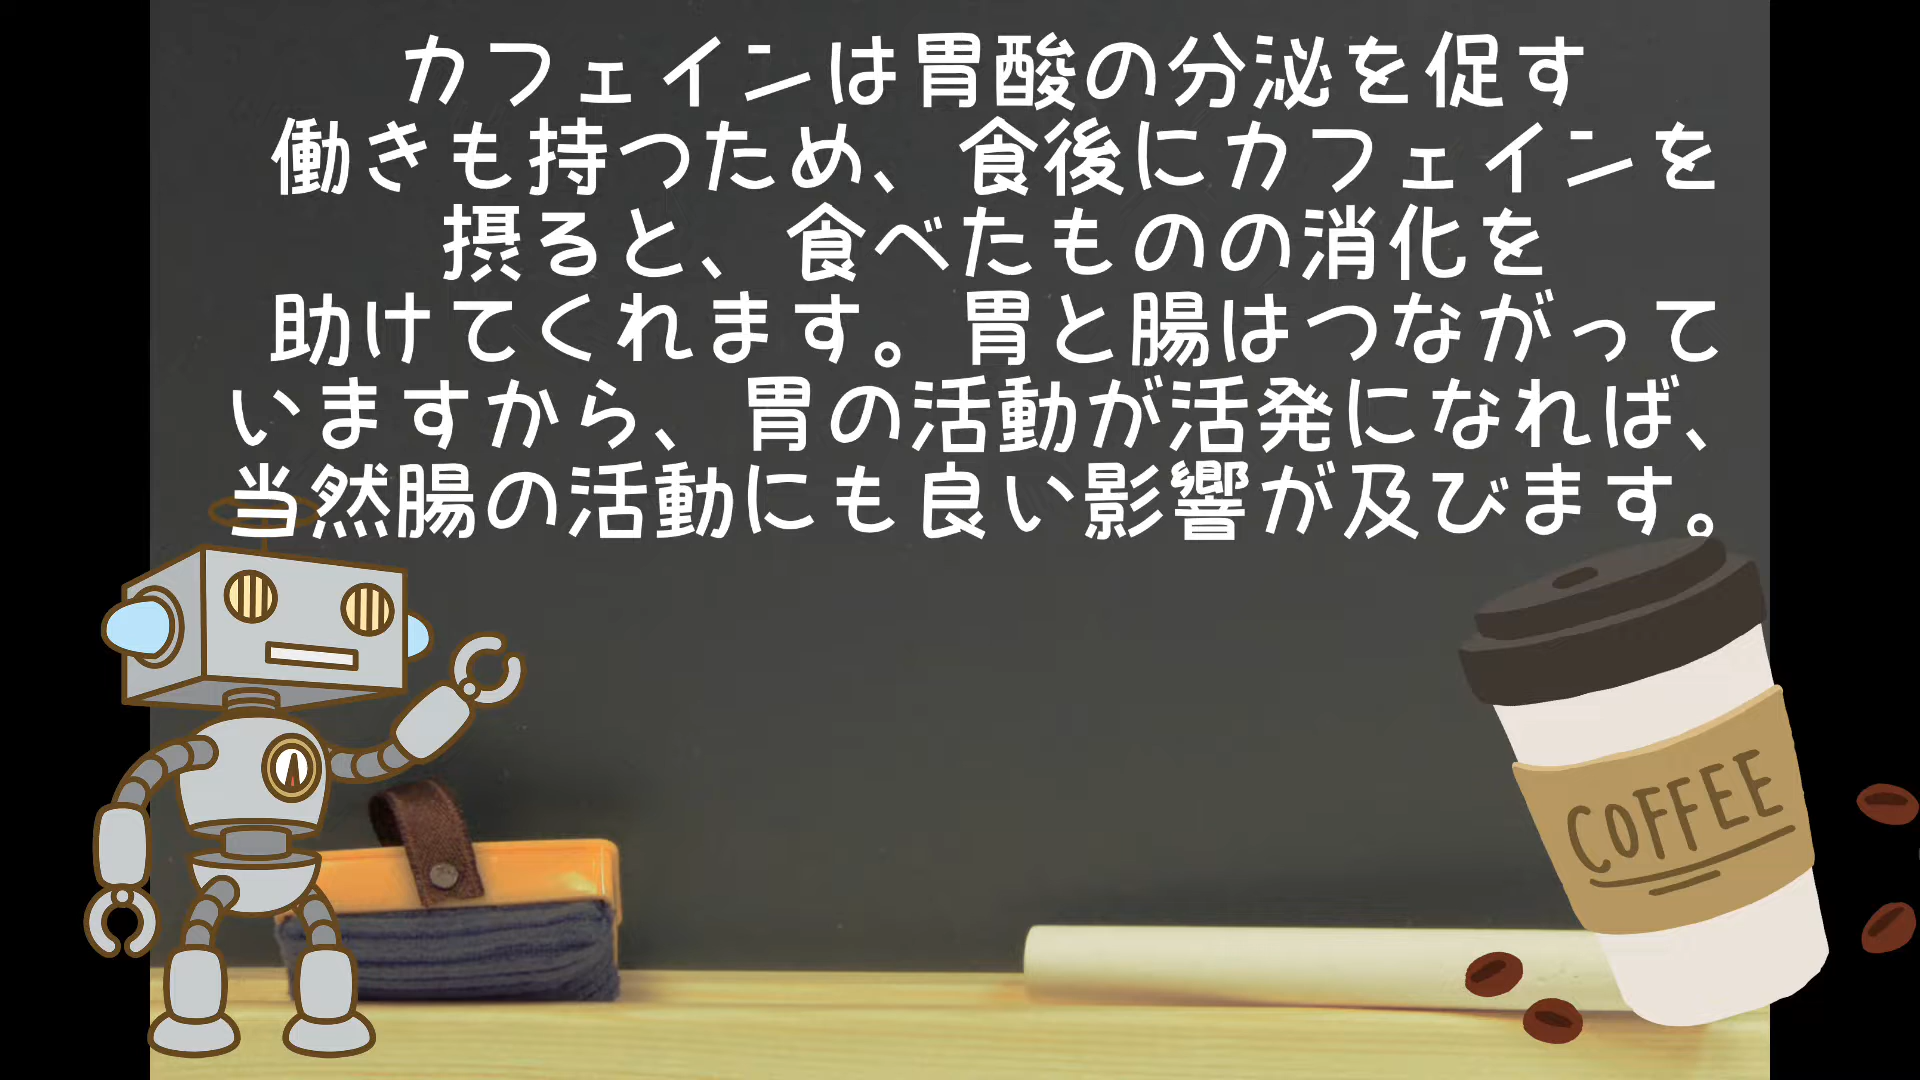 カフェインは胃酸の分泌を促す
働きも持つため、食後にカフェインを
摂ると、食べたものの消化を
助けてくれます。胃と腸はつながって
いますから、胃の活動が活発になれば、
当然腸の活動にも良い影響が及びます。
COFFEE